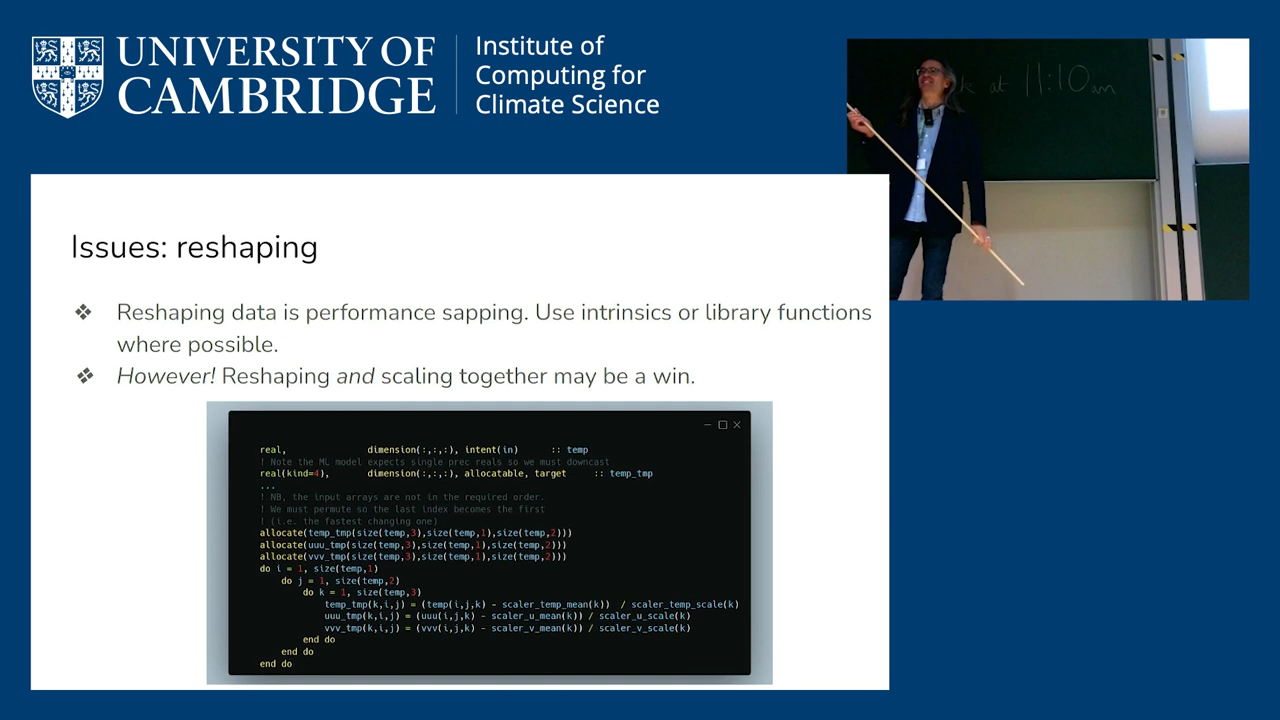 UNIVERSITY OF
CAMBRIDGE
Institute of
Computing for
Climate Science
at 11:10am
Issues: reshaping
❖ Reshaping data is performance sapping. Use intrinsics or library functions
where possible.
❖ However! Reshaping and scaling together may be a win.
real, dimension(:,:,:), intent(in) :: temp
! Note the ML model expects single prec reals so we must downcast
real(kind=4), dimension(:,:,:), allocatable, target :: temp_tmp
...
! NB, the input arrays are not in the required order.
! We must permute so the last index becomes the first
! (i.e. the fastest changing one)
allocate(temp_tmp(size(temp,3),size(temp,1),size(temp,2)))
allocate(uuu_tmp(size(temp,3),size(temp,1),size(temp,2)))
allocate(vvv_tmp(size(temp,3),size(temp,1),size(temp,2)))
do i = 1, size(temp,1)
do j = 1, size(temp,2)
do k = 1, size(temp,3)
temp_tmp(k,i,j) = (temp(i,j,k) - scaler_temp_mean(k)) / scaler_temp_scale(k)
uuu_tmp(k,i,j) = (uuu(i,j,k) - scaler_u_mean(k)) / scaler_u_scale(k)
vvv_tmp(k,i,j) = (vvv(i,j,k) - scaler_v_mean(k)) / scaler_v_scale(k)
end do
end do
end do